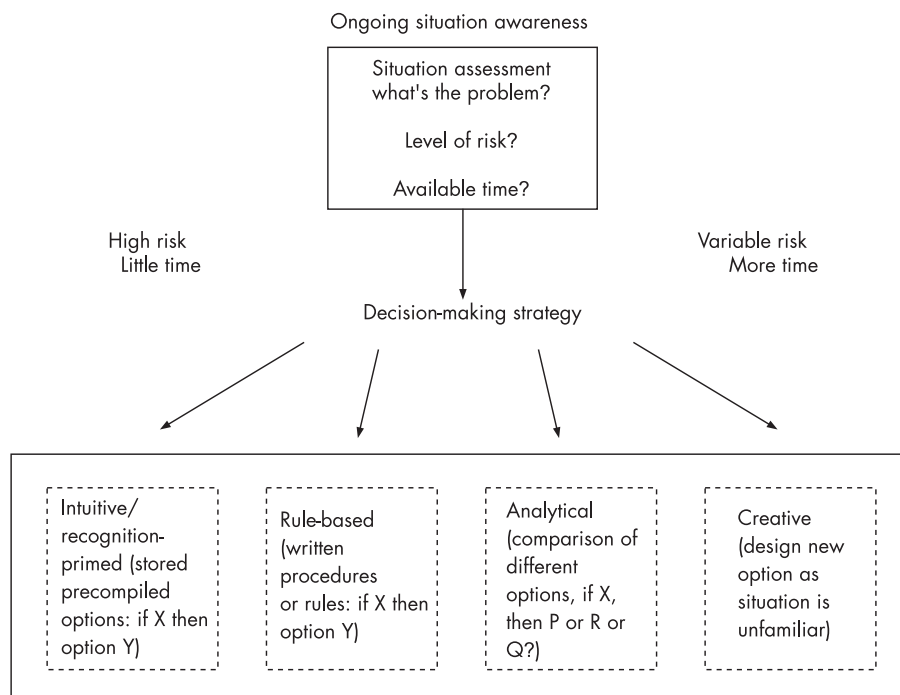 Ongoing situation awareness
Situation assessment
what's the problem?
Level of risk?
Available time?
High risk
Little time
Variable risk
More time
Decision-making strategy
Intuitive/
recognition-
primed (stored
precompiled
options: if X then
option Y)
Rule-based
(written
procedures
or rules: if X then
option Y)
Analytical
(comparison of
different
options, if X,
then P or R or
Q?)
Creative
(design new
option as
situation is
unfamiliar)